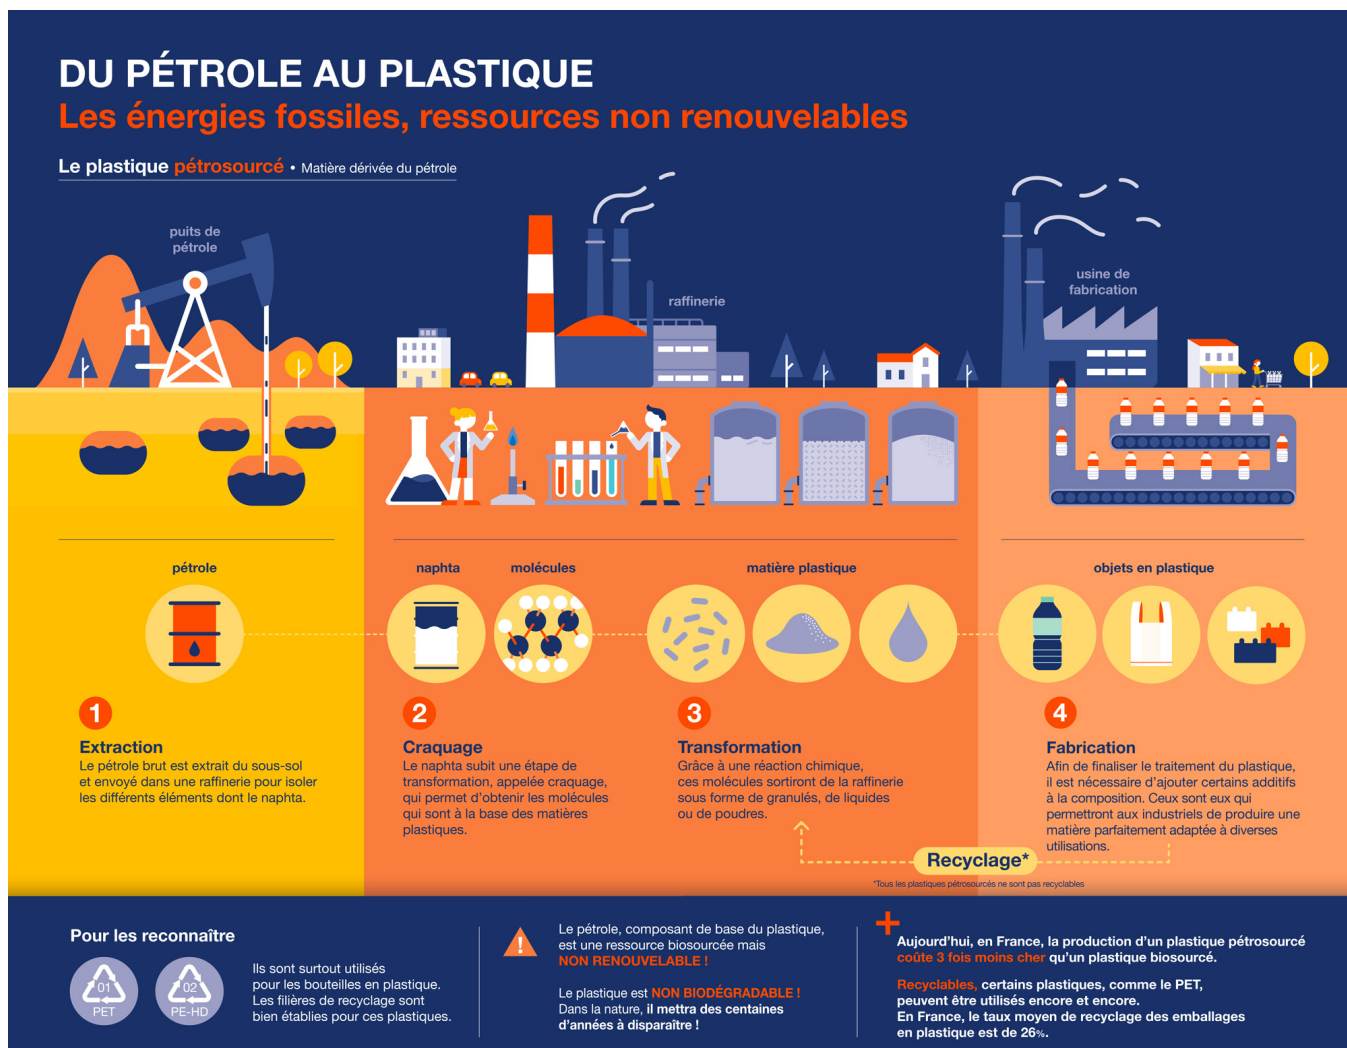 DU PÉTROLE AU PLASTIQUE
Les énergies fossiles, ressources non renouvelables
Le plastique pétrosourcé • Matière dérivée du pétrole
puits de
pétrole
raffinerie
usine de
fabrication
pétrole
naphta
molécules
matière plastique
objets en plastique
1
Extraction
Le pétrole brut est extrait du sous-sol
et envoyé dans une raffinerie pour isoler
les différents éléments dont le naphta.
2
Craquage
Le naphta subit une étape de
transformation, appelée craquage,
qui permet d'obtenir les molécules
qui sont à la base des matières
plastiques.
3
Transformation
Grâce à une réaction chimique,
ces molécules sortiront de la raffinerie
sous forme de granulés, de liquides
ou de poudres.
4
Fabrication
Afin de finaliser le traitement du plastique,
il est nécessaire d'ajouter certains additifs
à la composition. Ceux sont eux qui
permettront aux industriels de produire une
matière parfaitement adaptée à diverses
utilisations.
Recyclage*
*Tous les plastiques pétrosourcés ne sont pas recyclables
Pour les reconnaître
01
PET
02
PE-HD
Ils sont surtout utilisés
pour les bouteilles en plastique.
Les filières de recyclage sont
bien établies pour ces plastiques.
!
Le pétrole, composant de base du plastique,
est une ressource biosourcée mais
NON RENOUVELABLE !
Le plastique est NON BIODÉGRADABLE !
Dans la nature, il mettra des centaines
d'années à disparaître !
+
Aujourd'hui, en France, la production d'un plastique pétrosourcé
coûte 3 fois moins cher qu'un plastique biosourcé.
Recyclables, certains plastiques, comme le PET,
peuvent être utilisés encore et encore.
En France, le taux moyen de recyclage des emballages
en plastique est de 26%.